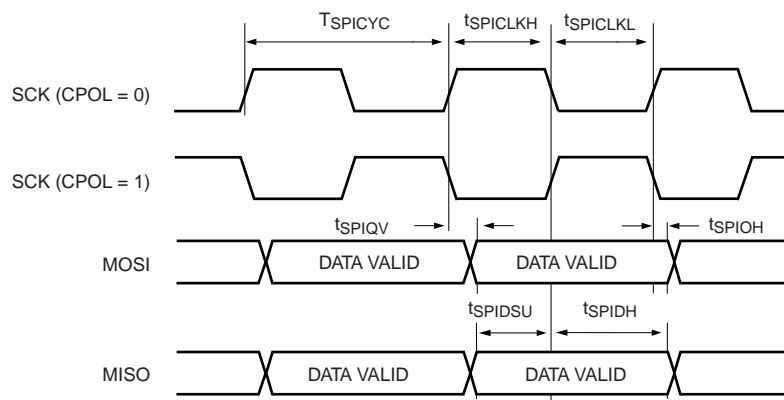 TSPICYC tSPICLKH tSPICLKL
SCK (CPOL = 0)
SCK (CPOL = 1)
tSPIQV tSPIOH
MOSI DATA VALID DATA VALID
tSPIDSU tSPIDH
MISO DATA VALID DATA VALID